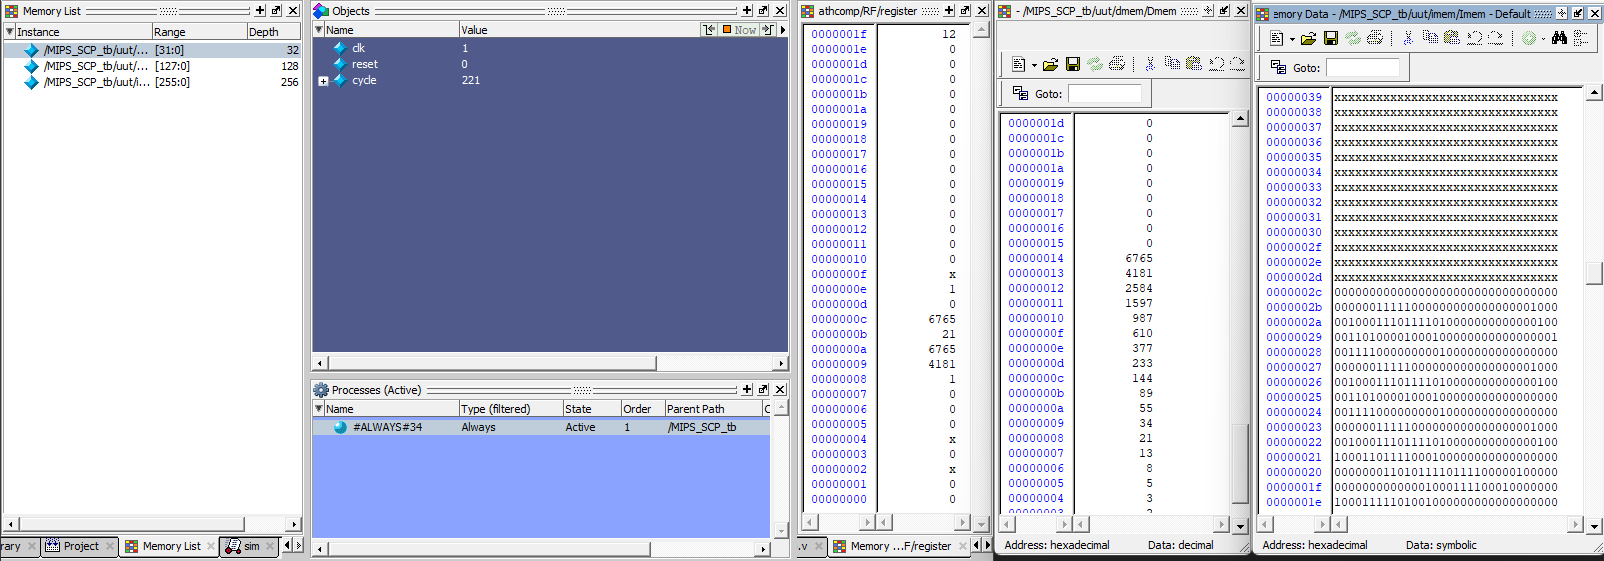 Memory List
Instance Range Depth
/MIPS_SCP_tb/uut/... [31:0] 32
/MIPS_SCP_tb/uut/... [127:0] 128
/MIPS_SCP_tb/uut/i... [255:0] 256
rary Project Memory List sim
Objects
Name Value Now
clk 1
reset 0
cycle 221
Processes (Active)
Name Type (filtered) State Order Parent Path C
#ALWAYS#34 Always Active 1 /MIPS_SCP_tb
athcomp/RF/register
0000001f 12
0000001e 0
0000001d 0
0000001c 0
0000001b 0
0000001a 0
00000019 0
00000018 0
00000017 0
00000016 0
00000015 0
00000014 0
00000013 0
00000012 0
00000011 0
00000010 0
0000000f x
0000000e 1
0000000d 0
0000000c 6765
0000000b 21
0000000a 6765
00000009 4181
00000008 1
00000007 0
00000006 0
00000005 0
00000004 x
00000003 0
00000002 x
00000001 0
00000000 0
.v Memory ...F/register
- /MIPS_SCP_tb/uut/dmem/Dmem
Goto:
0000001d 0
0000001c 0
0000001b 0
0000001a 0
00000019 0
00000018 0
00000017 0
00000016 0
00000015 0
00000014 6765
00000013 4181
00000012 2584
00000011 1597
00000010 987
0000000f 610
0000000e 377
0000000d 233
0000000c 144
0000000b 89
0000000a 55
00000009 34
00000008 21
00000007 13
00000006 8
00000005 5
00000004 3
00000003 2
Address: hexadecimal Data: decimal
emory Data - /MIPS_SCP_tb/uut/imem/Imem - Default
Goto:
00000039 xxxxxxxxxxxxxxxxxxxxxxxxxxxxxxxx
00000038 xxxxxxxxxxxxxxxxxxxxxxxxxxxxxxxx
00000037 xxxxxxxxxxxxxxxxxxxxxxxxxxxxxxxx
00000036 xxxxxxxxxxxxxxxxxxxxxxxxxxxxxxxx
00000035 xxxxxxxxxxxxxxxxxxxxxxxxxxxxxxxx
00000034 xxxxxxxxxxxxxxxxxxxxxxxxxxxxxxxx
00000033 xxxxxxxxxxxxxxxxxxxxxxxxxxxxxxxx
00000032 xxxxxxxxxxxxxxxxxxxxxxxxxxxxxxxx
00000031 xxxxxxxxxxxxxxxxxxxxxxxxxxxxxxxx
00000030 xxxxxxxxxxxxxxxxxxxxxxxxxxxxxxxx
0000002f xxxxxxxxxxxxxxxxxxxxxxxxxxxxxxxx
0000002e xxxxxxxxxxxxxxxxxxxxxxxxxxxxxxxx
0000002d xxxxxxxxxxxxxxxxxxxxxxxxxxxxxxxx
0000002c 00000000000000000000000000000000
0000002b 00000011111000000000000000001000
0000002a 00100011101111010000000000000100
00000029 00110100001000100000000000000001
00000028 00111100000000010000000000000000
00000027 00000011111000000000000000001000
00000026 00100011101111010000000000000100
00000025 00110100001000100000000000000000
00000024 00111100000000010000000000000000
00000023 00000011111000000000000000001000
00000022 00100011101111010000000000000100
00000021 10001101111000100000000000000000
00000020 00000001101011110111100000100000
0000001f 00000000000001000111100010000000
0000001e 10001111101001000000000000000000
Address: hexadecimal Data: symbolic